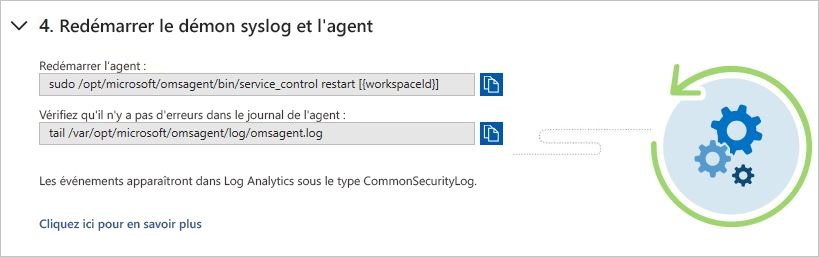 4. Redémarrer le démon syslog et l'agent
Redémarrer l'agent :
sudo /opt/microsoft/omsagent/bin/service_control restart [{workspaceId}]
Vérifiez qu'il n'y a pas d'erreurs dans le journal de l'agent :
tail /var/opt/microsoft/omsagent/log/omsagent.log
Les événements apparaîtront dans Log Analytics sous le type CommonSecurityLog.
Cliquez ici pour en savoir plus